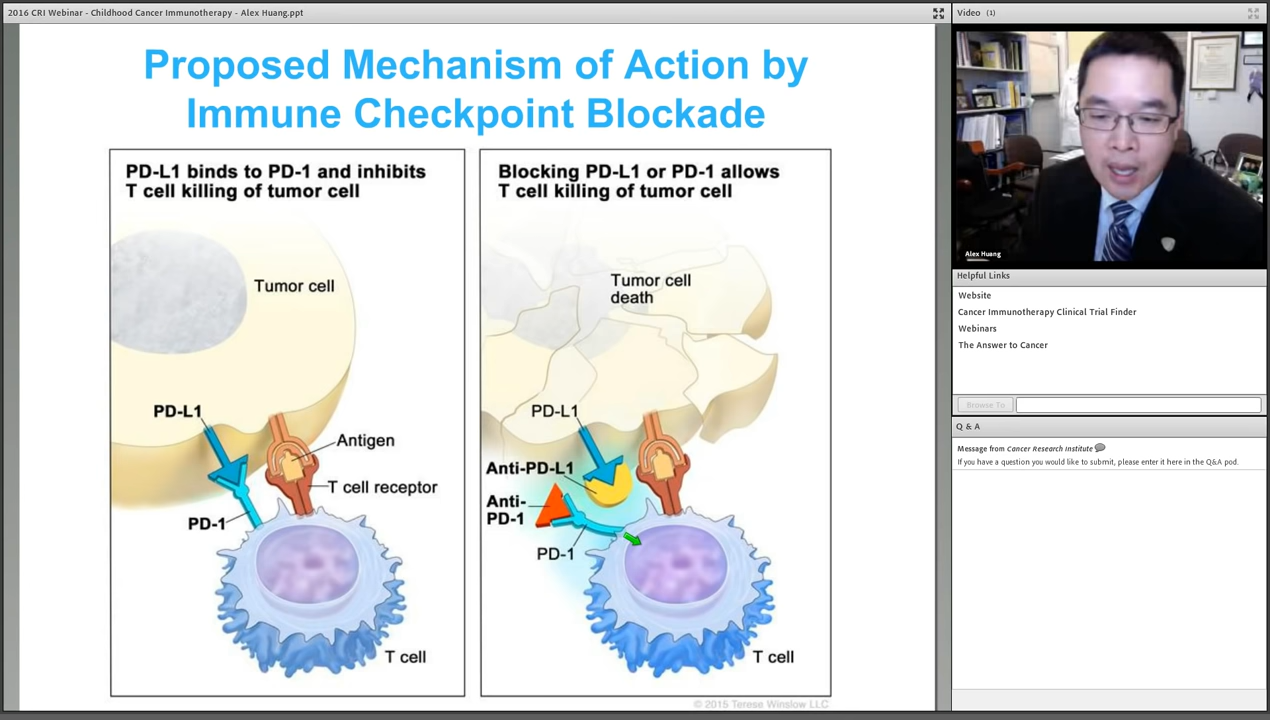 2016 CRI Webinar - Childhood Cancer Immunotherapy - Alex Huang.ppt
Proposed Mechanism of Action by
Immune Checkpoint Blockade
PD-L1 binds to PD-1 and inhibits
T cell killing of tumor cell
Tumor cell
PD-L1
Antigen
T cell receptor
PD-1
T cell
Blocking PD-L1 or PD-1 allows
T cell killing of tumor cell
Tumor cell
death
PD-L1
Anti-PD-L1
Anti-
PD-1
PD-1
T cell
© 2015 Terese Winslow LLC
Video (1)
Alex Huang
Helpful Links
Website
Cancer Immunotherapy Clinical Trial Finder
Webinars
The Answer to Cancer
Browse To
Q & A
Message from Cancer Research Institute
If you have a question you would like to submit, please enter it here in the Q&A pod.